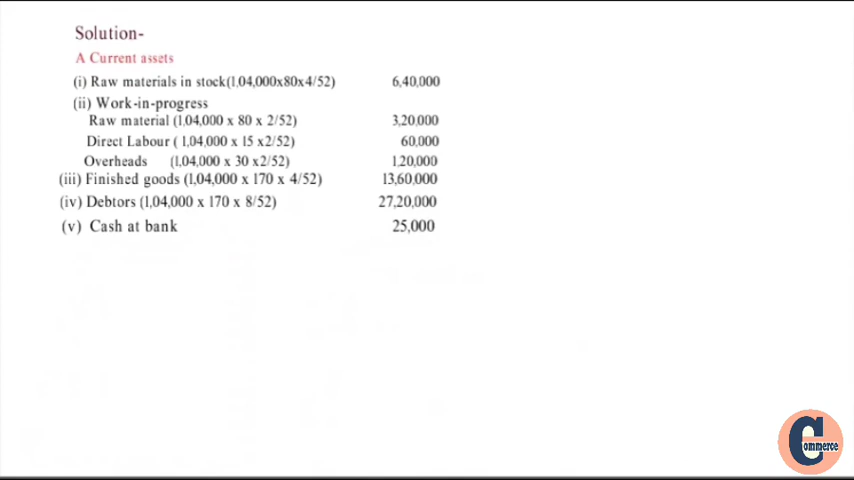 Solution-
A Current assets
(i) Raw materials in stock(1,04,000x80x4/52) 6,40,000
(ii) Work-in-progress
Raw material (1,04,000 x 80 x 2/52) 3,20,000
Direct Labour ( 1,04,000 x 15 x2/52) 60,000
Overheads (1,04,000 x 30 x2/52) 1,20,000
(iii) Finished goods (1,04,000 x 170 x 4/52) 13,60,000
(iv) Debtors (1,04,000 x 170 x 8/52) 27,20,000
(v) Cash at bank 25,000
Commerce